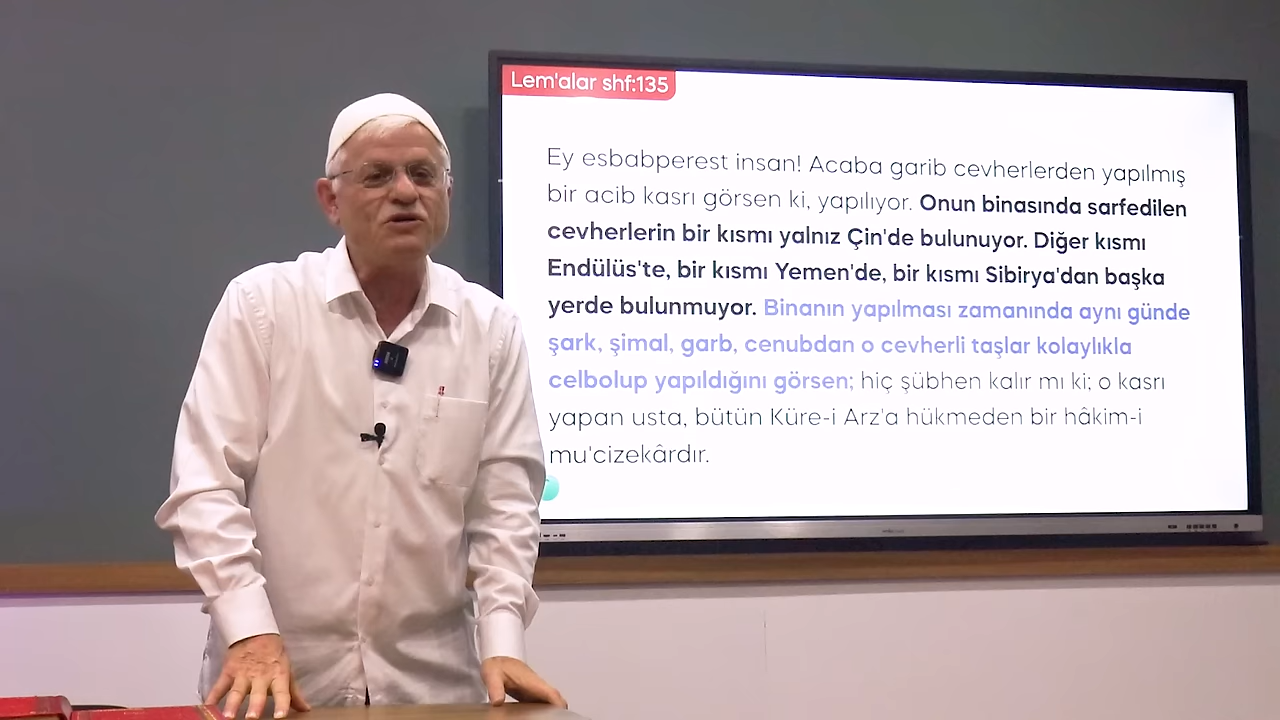 Lem'alar shf:135
Ey esbabperest insan! Acaba garib cevherlerden yapılmış
bir acib kasrı görsen ki, yapılıyor. Onun binasında sarfedilen
cevherlerin bir kısmı yalnız Çin'de bulunuyor. Diğer kısmı
Endülüs'te, bir kısmı Yemen'de, bir kısmı Sibirya'dan başka
yerde bulunmuyor. Binanın yapılması zamanında aynı günde
şark, şimal, garb, cenubdan o cevherli taşlar kolaylıkla
celbolup yapıldığını görsen; hiç şübhen kalır mı ki; o kasrı
yapan usta, bütün Küre-i Arz'a hükmeden bir hâkim-i
mu'cizekârdır.